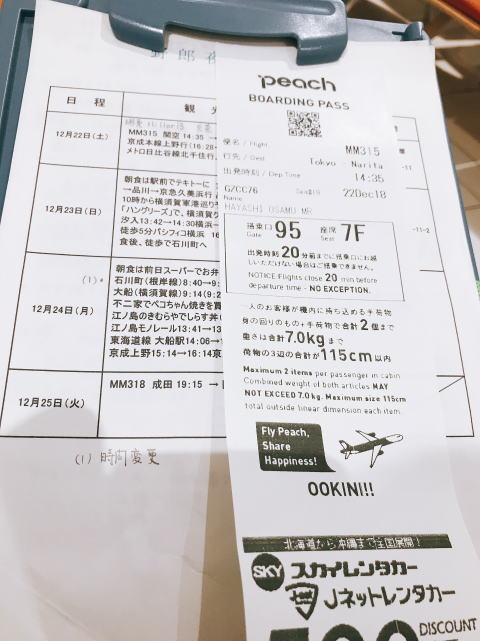 日 程
観
12月22日(土)
MM315 関空 14:35 →
京成本線上野行(16:28-
メトロ日比谷線北千住行、
12月23日(日)
朝食は駅前でテキトーに
→品川→京急久美浜行
10時から横須賀軍港巡り
「ハングリーズ」で、横須賀
汐入13:42→14:30横浜一
徒歩5分パシフィコ横浜 16
食後、徒歩で石川町へ
(1)*
12月24日(月)
朝食は前日スーパーでお弁
石川町(根岸線)8:40→9:
大船(横須賀線)9:14(9:2
不二家でペコちゃん焼きを買
江ノ島のきむらやでしらす丼(
江ノ島モノレール13:41→13
東海道線 大船駅14:06→1
京成上野15:14→16:14京
12月25日(火)
MM318 成田 19:15 →
(1) 時間変更
-11
-11-2
peach
BOARDING PASS
便名 / Flight MM315
行先 / Dest Tokyo - Narita
出発時刻 / Dep Time 14:35
GZCC76 22Dec18
Name
HAYASHI OSAMU MR
搭乗口 Gate 95 座席 Seat 7F
出発時刻 20 分前までに搭乗口にお越
しいただけない場合はご搭乗できません。
NOTICE:Flights close 20 min before
departure time - NO EXCEPTION.
一人のお客様が機内に持ち込める手荷物
身の回りのもの+手荷物で合計 2個まで
重さは合計 7.0kgまで
荷物の3辺の合計が 115cm 以内
Maximum 2 items per passenger in cabin
Combined weight of both articles MAY
NOT EXCEED 7.0kg. Maximum size 115cm
total outside linear dimension each item.
Fly Peach,
Share
Happiness!
OOKINI!!
北海道から沖縄まで全国展開!
SKY スカイレンタカー
Jネットレンタカー
DISCOUNT